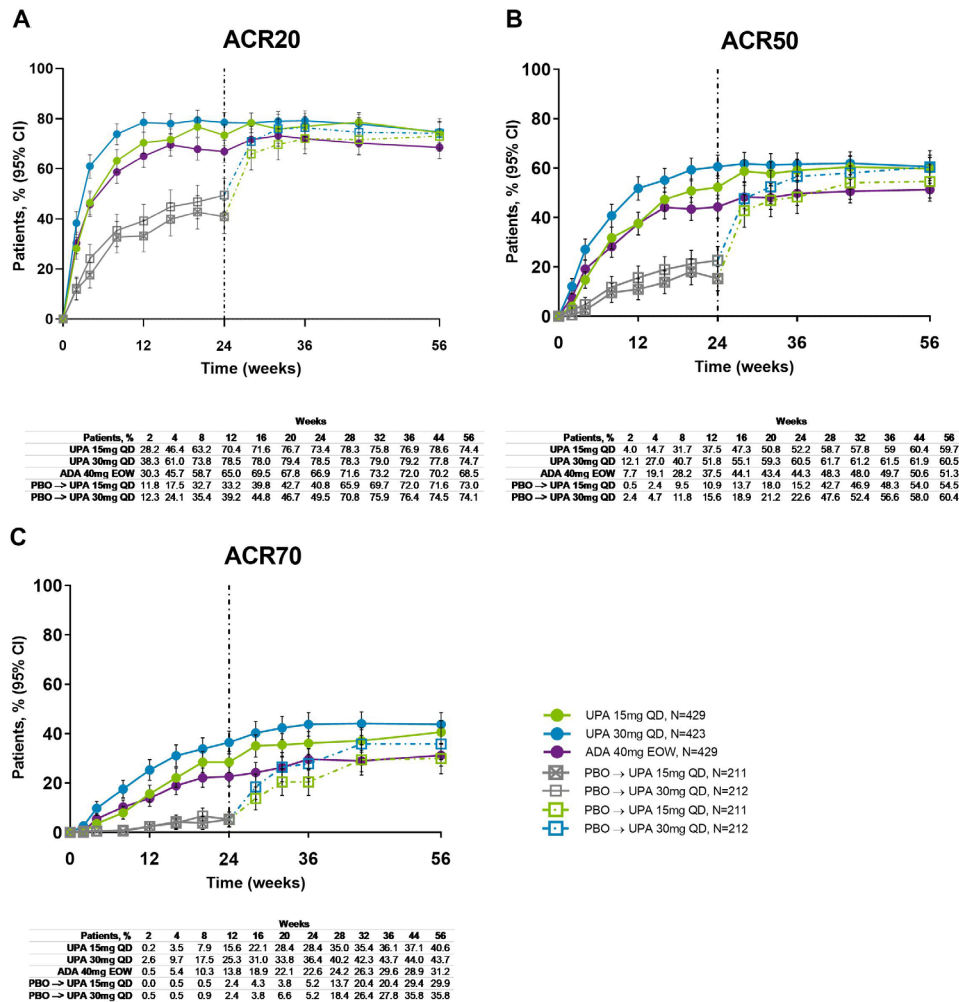 A
ACR20
Patients, % (95% CI)
100
80
60
40
20
0
0 12 24 36 56
Time (weeks)
Weeks
Patients, % 2 4 8 12 16 20 24 28 32 36 44 56
UPA 15mg QD 28.2 46.4 63.2 70.4 71.6 76.7 73.4 78.3 75.8 76.9 78.6 74.4
UPA 30mg QD 38.3 61.0 73.8 78.5 78.0 79.4 78.5 78.3 79.0 79.2 77.8 74.7
ADA 40mg EOW 30.3 45.7 58.7 65.0 69.5 67.8 66.9 71.6 73.2 72.0 70.2 68.5
PBO –> UPA 15mg QD 11.8 17.5 32.7 33.2 39.8 42.7 40.8 65.9 69.7 72.0 71.6 73.0
PBO –> UPA 30mg QD 12.3 24.1 35.4 39.2 44.8 46.7 49.5 70.8 75.9 76.4 74.5 74.1
B
ACR50
Patients, % (95% CI)
100
80
60
40
20
0
0 12 24 36 56
Time (weeks)
Weeks
Patients, % 2 4 8 12 16 20 24 28 32 36 44 56
UPA 15mg QD 4.0 14.7 31.7 37.5 47.3 50.8 52.2 58.7 57.8 59 60.4 59.7
UPA 30mg QD 12.1 27.0 40.7 51.8 55.1 59.3 60.5 61.7 61.2 61.5 61.9 60.5
ADA 40mg EOW 7.7 19.1 28.2 37.5 44.1 43.4 44.3 48.3 48.0 49.7 50.6 51.3
PBO –> UPA 15mg QD 0.5 2.4 9.5 10.9 13.7 18.0 15.2 42.7 46.9 48.3 54.0 54.5
PBO –> UPA 30mg QD 2.4 4.7 11.8 15.6 18.9 21.2 22.6 47.6 52.4 56.6 58.0 60.4
C
ACR70
Patients, % (95% CI)
100
80
60
40
20
0
0 12 24 36 56
Time (weeks)
UPA 15mg QD, N=429
UPA 30mg QD, N=423
ADA 40mg EOW, N=429
PBO → UPA 15mg QD, N=211
PBO → UPA 30mg QD, N=212
PBO → UPA 15mg QD, N=211
PBO → UPA 30mg QD, N=212
Weeks
Patients, % 2 4 8 12 16 20 24 28 32 36 44 56
UPA 15mg QD 0.2 3.5 7.9 15.6 22.1 28.4 28.4 35.0 35.4 36.1 37.1 40.6
UPA 30mg QD 2.6 9.7 17.5 25.3 31.0 33.8 36.4 40.2 42.3 43.7 44.0 43.7
ADA 40mg EOW 0.5 5.4 10.3 13.8 18.9 22.1 22.6 24.2 26.3 29.6 28.9 31.2
PBO –> UPA 15mg QD 0.0 0.5 0.5 2.4 4.3 3.8 5.2 13.7 20.4 20.4 29.4 29.9
PBO –> UPA 30mg QD 0.5 0.5 0.9 2.4 3.8 6.6 5.2 18.4 26.4 27.8 35.8 35.8